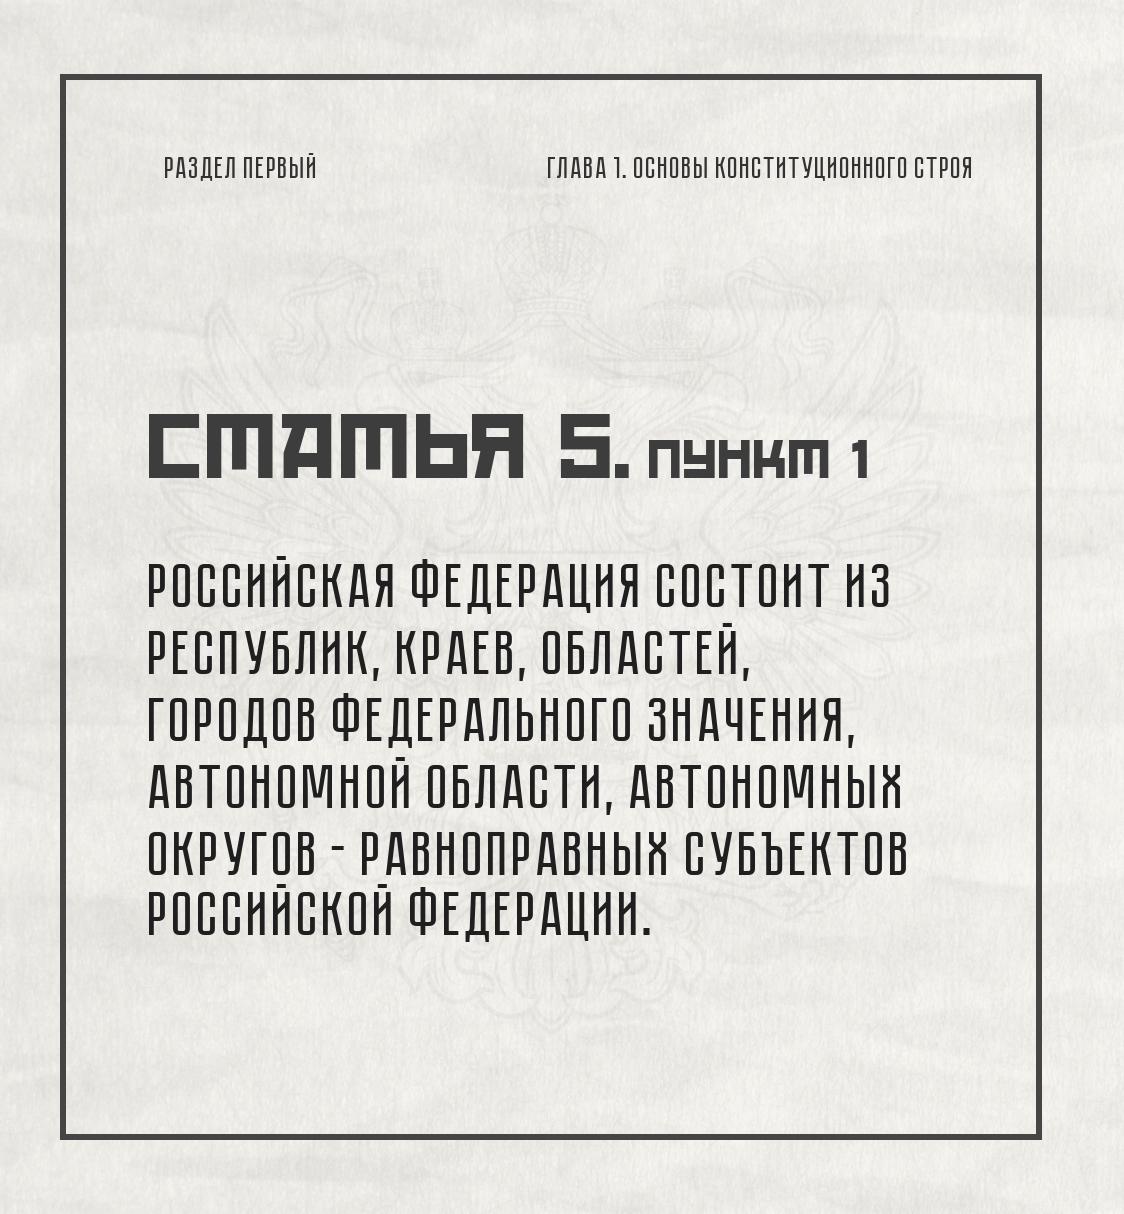 РАЗДЕЛ ПЕРВЫЙ
ГЛАВА 1. ОСНОВЫ КОНСТИТУЦИОННОГО СТРОЯ
СТАТЬЯ 5. ПУНКТ 1
РОССИЙСКАЯ ФЕДЕРАЦИЯ СОСТОИТ ИЗ
РЕСПУБЛИК, КРАЕВ, ОБЛАСТЕЙ,
ГОРОДОВ ФЕДЕРАЛЬНОГО ЗНАЧЕНИЯ,
АВТОНОМНОЙ ОБЛАСТИ, АВТОНОМНЫХ
ОКРУГОВ - РАВНОПРАВНЫХ СУБЪЕКТОВ
РОССИЙСКОЙ ФЕДЕРАЦИИ.